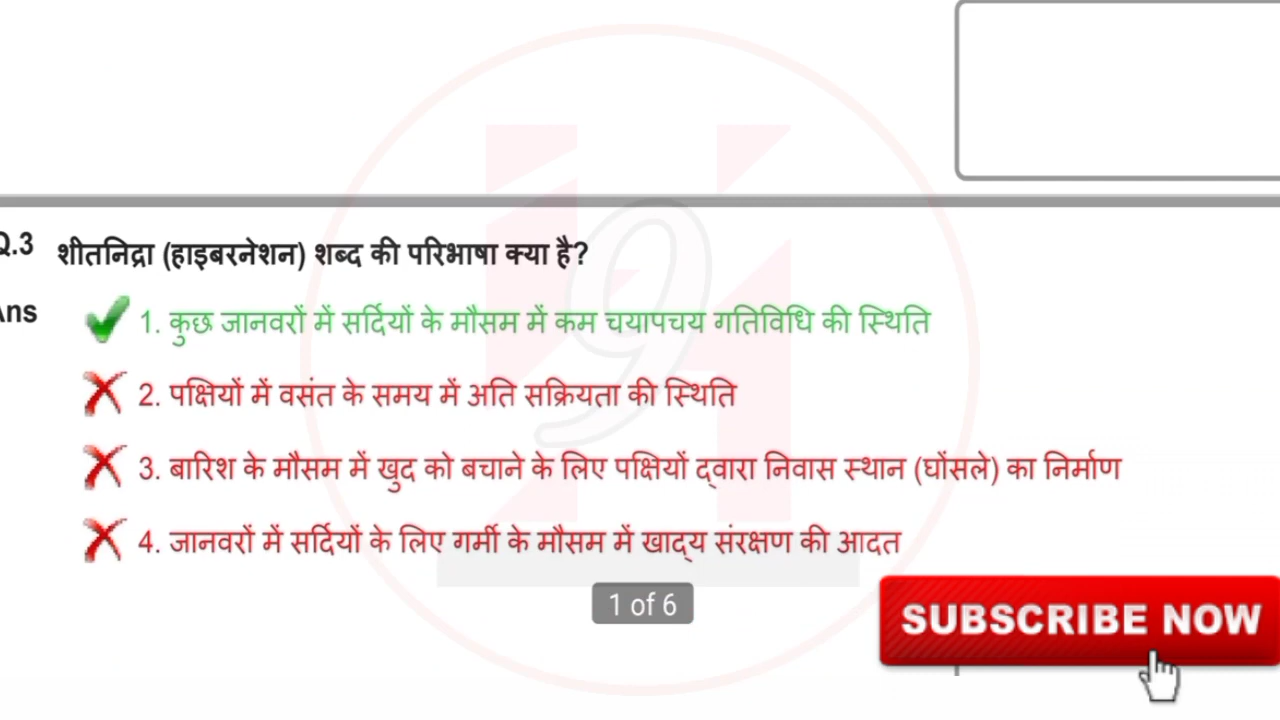 Q.3 शीतनिद्रा (हाइबरनेशन) शब्द की परिभाषा क्या है?
Ans 1. कुछ जानवरों में सर्दियों के मौसम में कम चयापचय गतिविधि की स्थिति
2. पक्षियों में वसंत के समय में अति सक्रियता की स्थिति
3. बारिश के मौसम में खुद को बचाने के लिए पक्षियों द्वारा निवास स्थान (घोंसले) का निर्माण
4. जानवरों में सर्दियों के लिए गर्मी के मौसम में खाद्य संरक्षण की आदत
1 of 6
SUBSCRIBE NOW